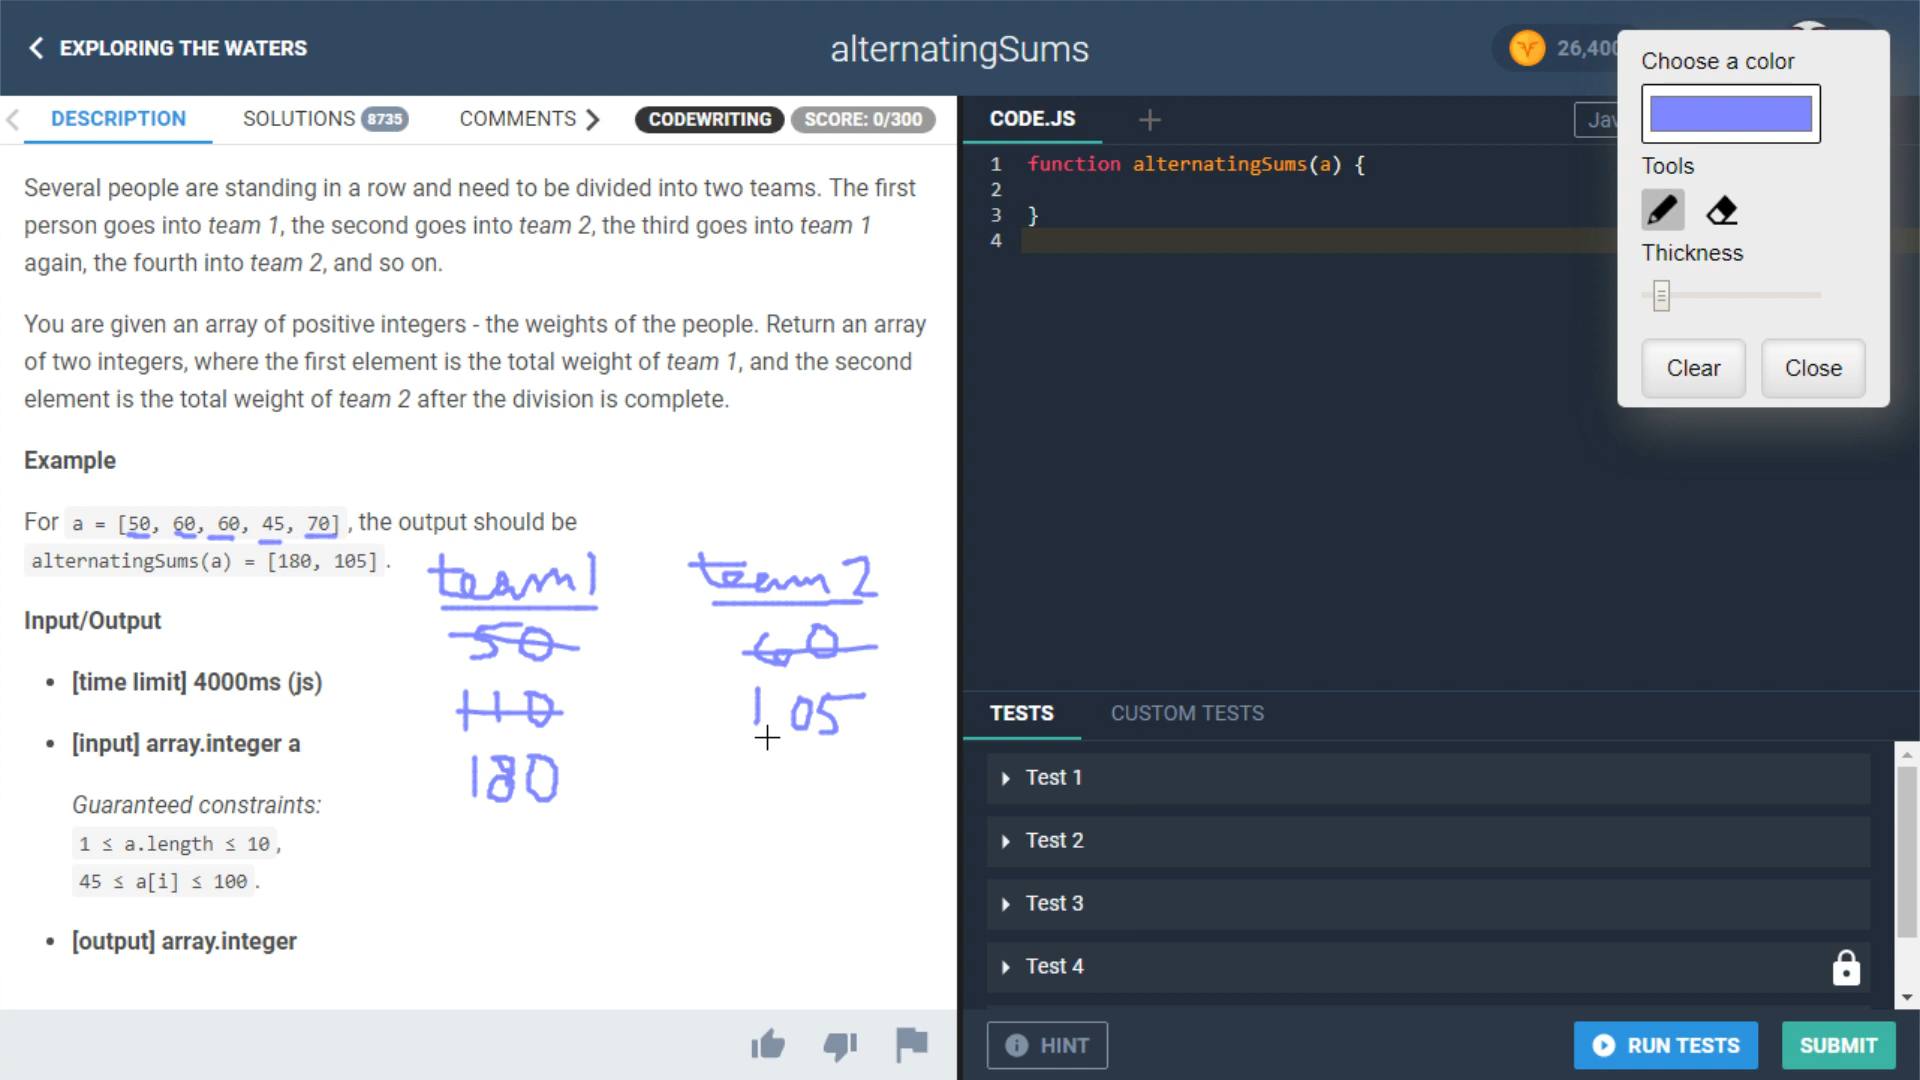 EXPLORING THE WATERS
alternatingSums
26,400
DESCRIPTION
SOLUTIONS 8735
COMMENTS
CODEWRITING
SCORE: 0/300
Several people are standing in a row and need to be divided into two teams. The first
person goes into team 1, the second goes into team 2, the third goes into team 1
again, the fourth into team 2, and so on.
You are given an array of positive integers - the weights of the people. Return an array
of two integers, where the first element is the total weight of team 1, and the second
element is the total weight of team 2 after the division is complete.
Example
For a = [50, 60, 60, 45, 70], the output should be
alternatingSums(a) = [180, 105].
team 1 team 2
50 60
110 105
180
Input/Output
• [time limit] 4000ms (js)
• [input] array.integer a
Guaranteed constraints:
1 ≤ a.length ≤ 10,
45 ≤ a[i] ≤ 100.
• [output] array.integer
CODE.JS
Jav
1 function alternatingSums(a) {
2
3 }
4
Choose a color
Tools
Thickness
Clear
Close
TESTS
CUSTOM TESTS
Test 1
Test 2
Test 3
Test 4
HINT
RUN TESTS
SUBMIT